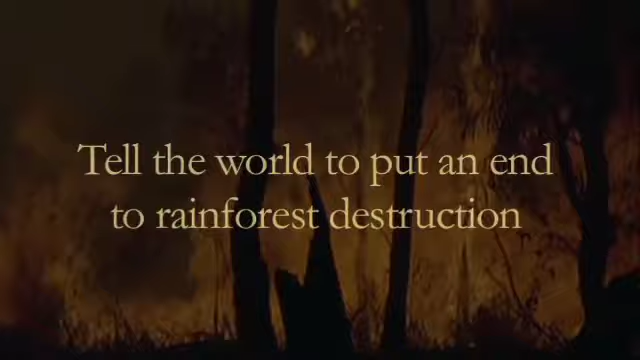 Tell the world to put an end
to rainforest destruction